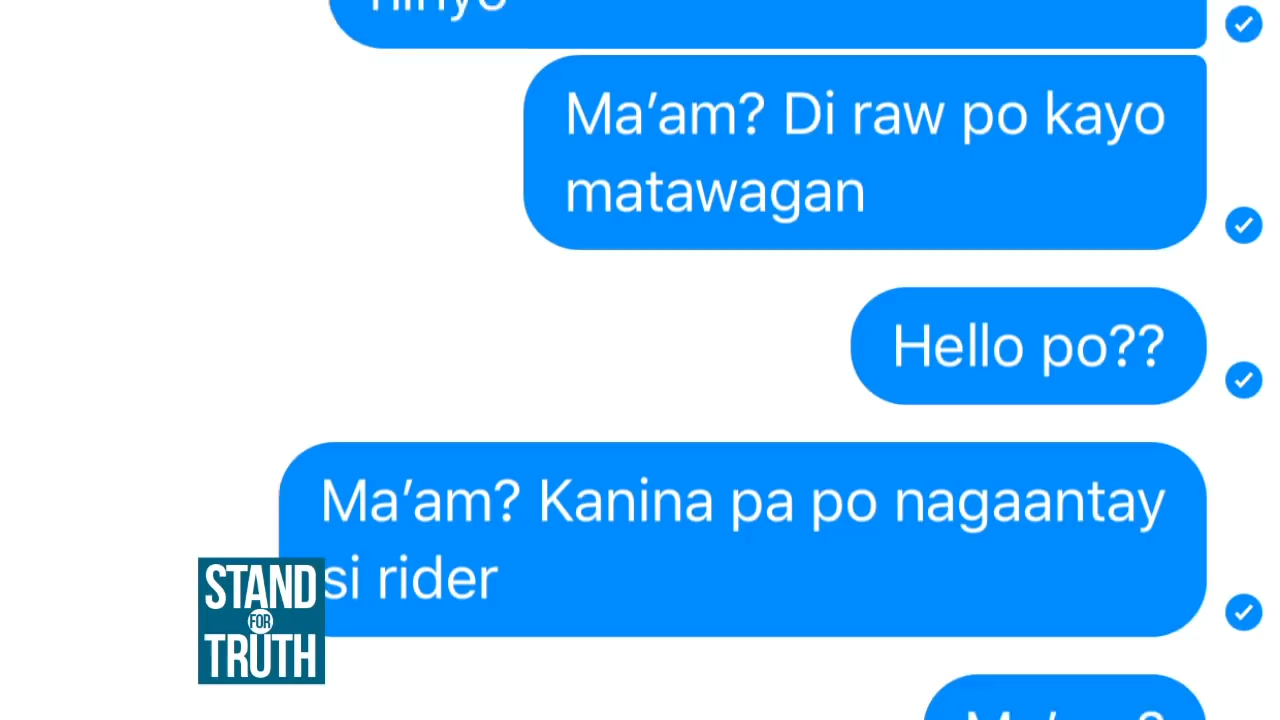 Ma’am? Di raw po kayo
matawagan
Hello po??
Ma’am? Kanina pa po nagaantay
si rider
STAND
FOR
TRUTH